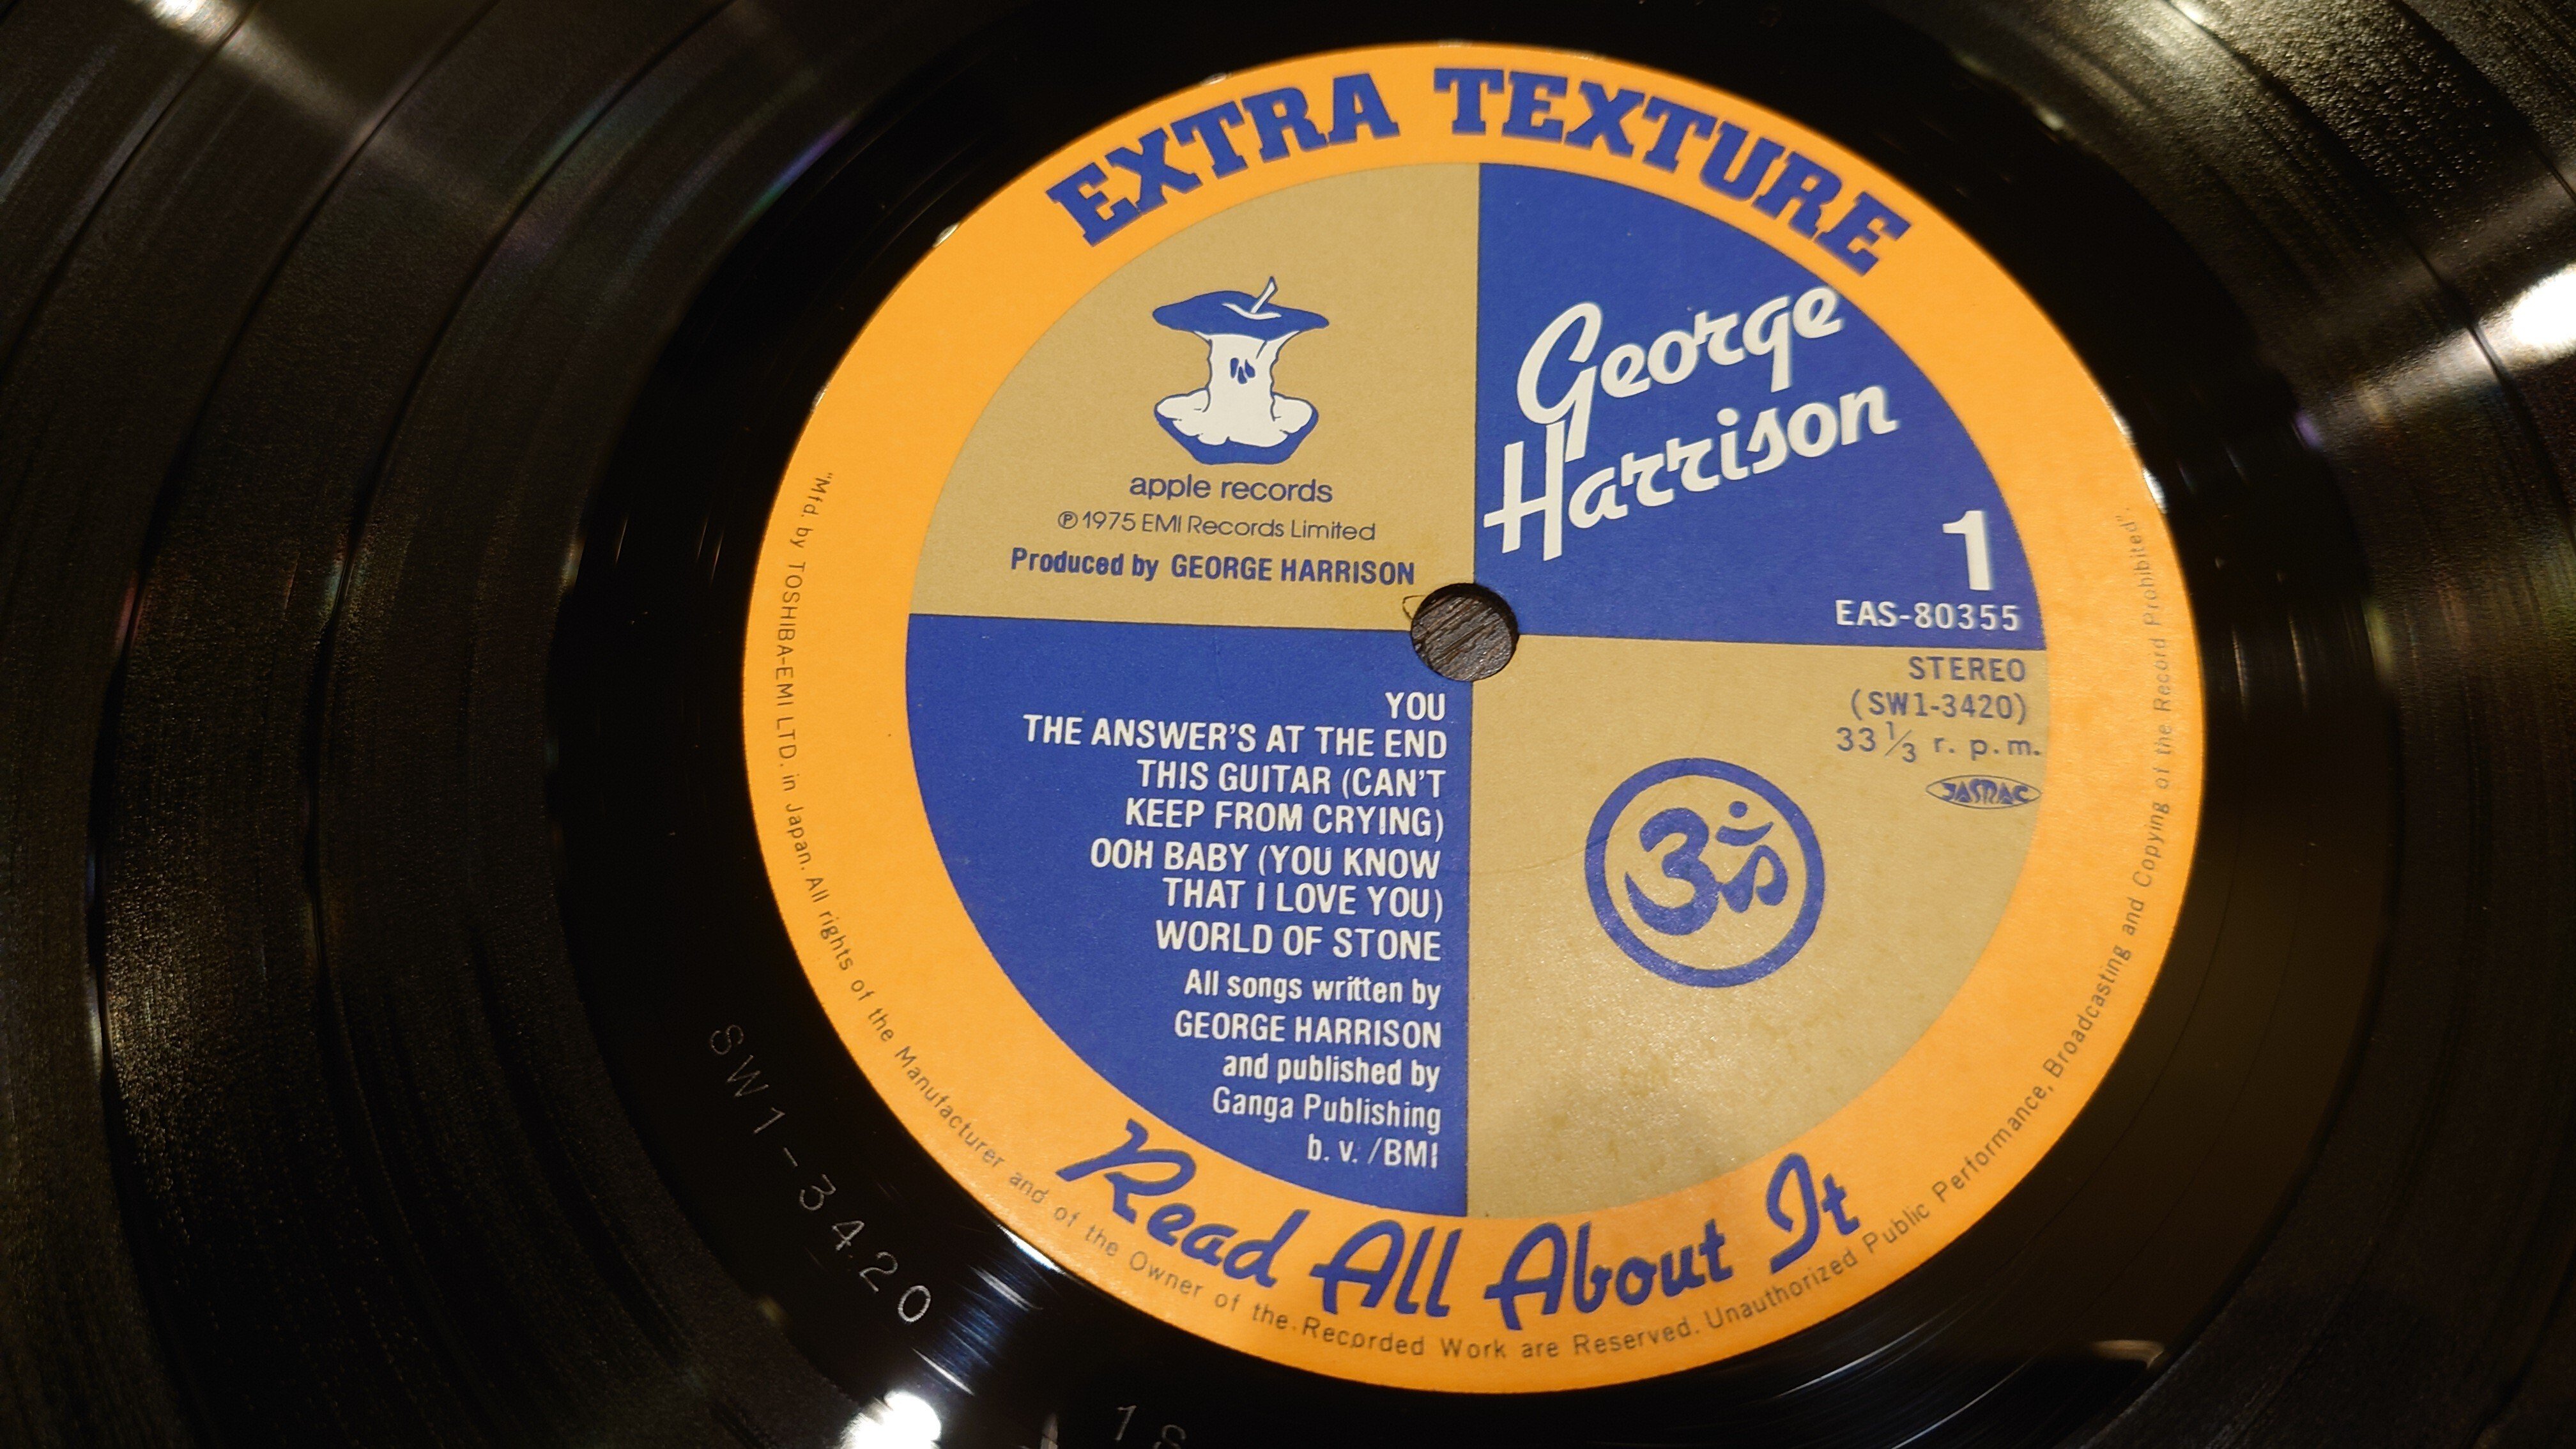 EXTRA TEXTURE
apple records
℗ 1975 EMI Records Limited
Produced by GEORGE HARRISON
George
Harrison
1
EAS-80355
STEREO
(SW1-3420)
33 1/3 r. p. m.
JASRAC
ॐ
YOU
THE ANSWER'S AT THE END
THIS GUITAR (CAN'T
KEEP FROM CRYING)
OOH BABY (YOU KNOW
THAT I LOVE YOU)
WORLD OF STONE
All songs written by
GEORGE HARRISON
and published by
Ganga Publishing
b. v. /BMI
Read All About It
"Mfd. by TOSHIBA-EMI LTD. in Japan. All rights of the Manufacturer and of the Owner of the Recorded Work are Reserved. Unauthorized Public Performance, Broadcasting and Copying of the Record Prohibited".
SW1-3420